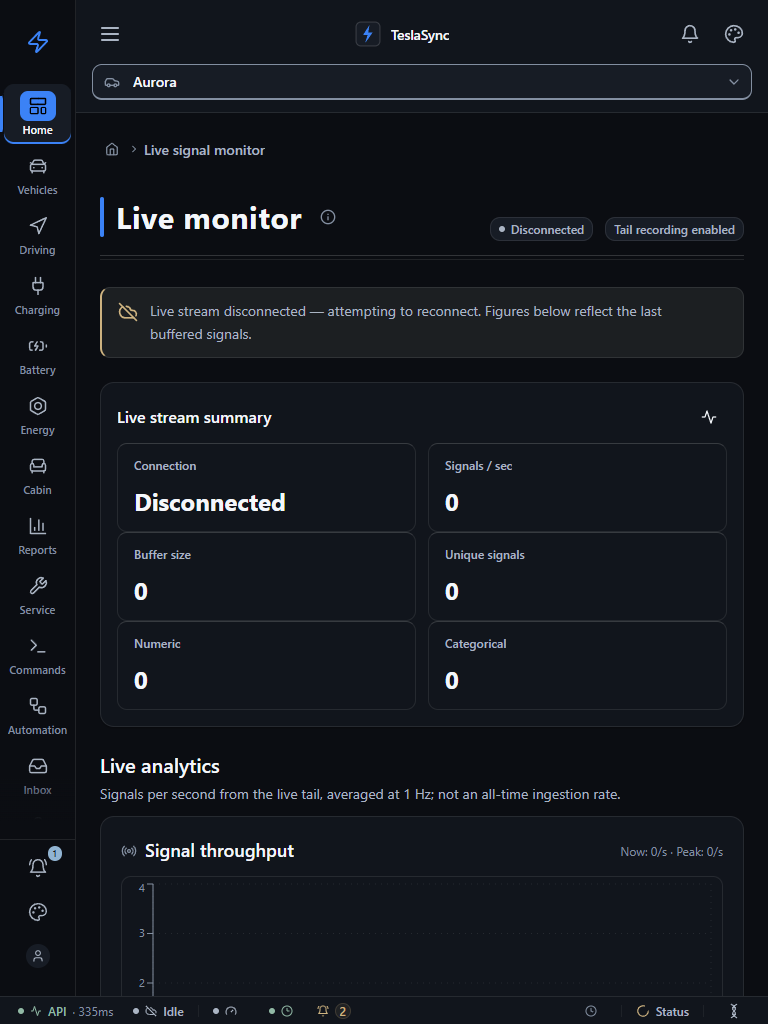 TeslaSync
Aurora
Home
Vehicles
Driving
Charging
Battery
Energy
Cabin
Reports
Service
Commands
Automation
Inbox
1
Live signal monitor
Live monitor
Disconnected
Tail recording enabled
Live stream disconnected — attempting to reconnect. Figures below reflect the last
buffered signals.
Live stream summary
Connection
Disconnected
Signals / sec
0
Buffer size
0
Unique signals
0
Numeric
0
Categorical
0
Live analytics
Signals per second from the live tail, averaged at 1 Hz; not an all-time ingestion rate.
Signal throughput
Now: 0/s · Peak: 0/s
4
3
2
API · 335ms
Idle
2
Status